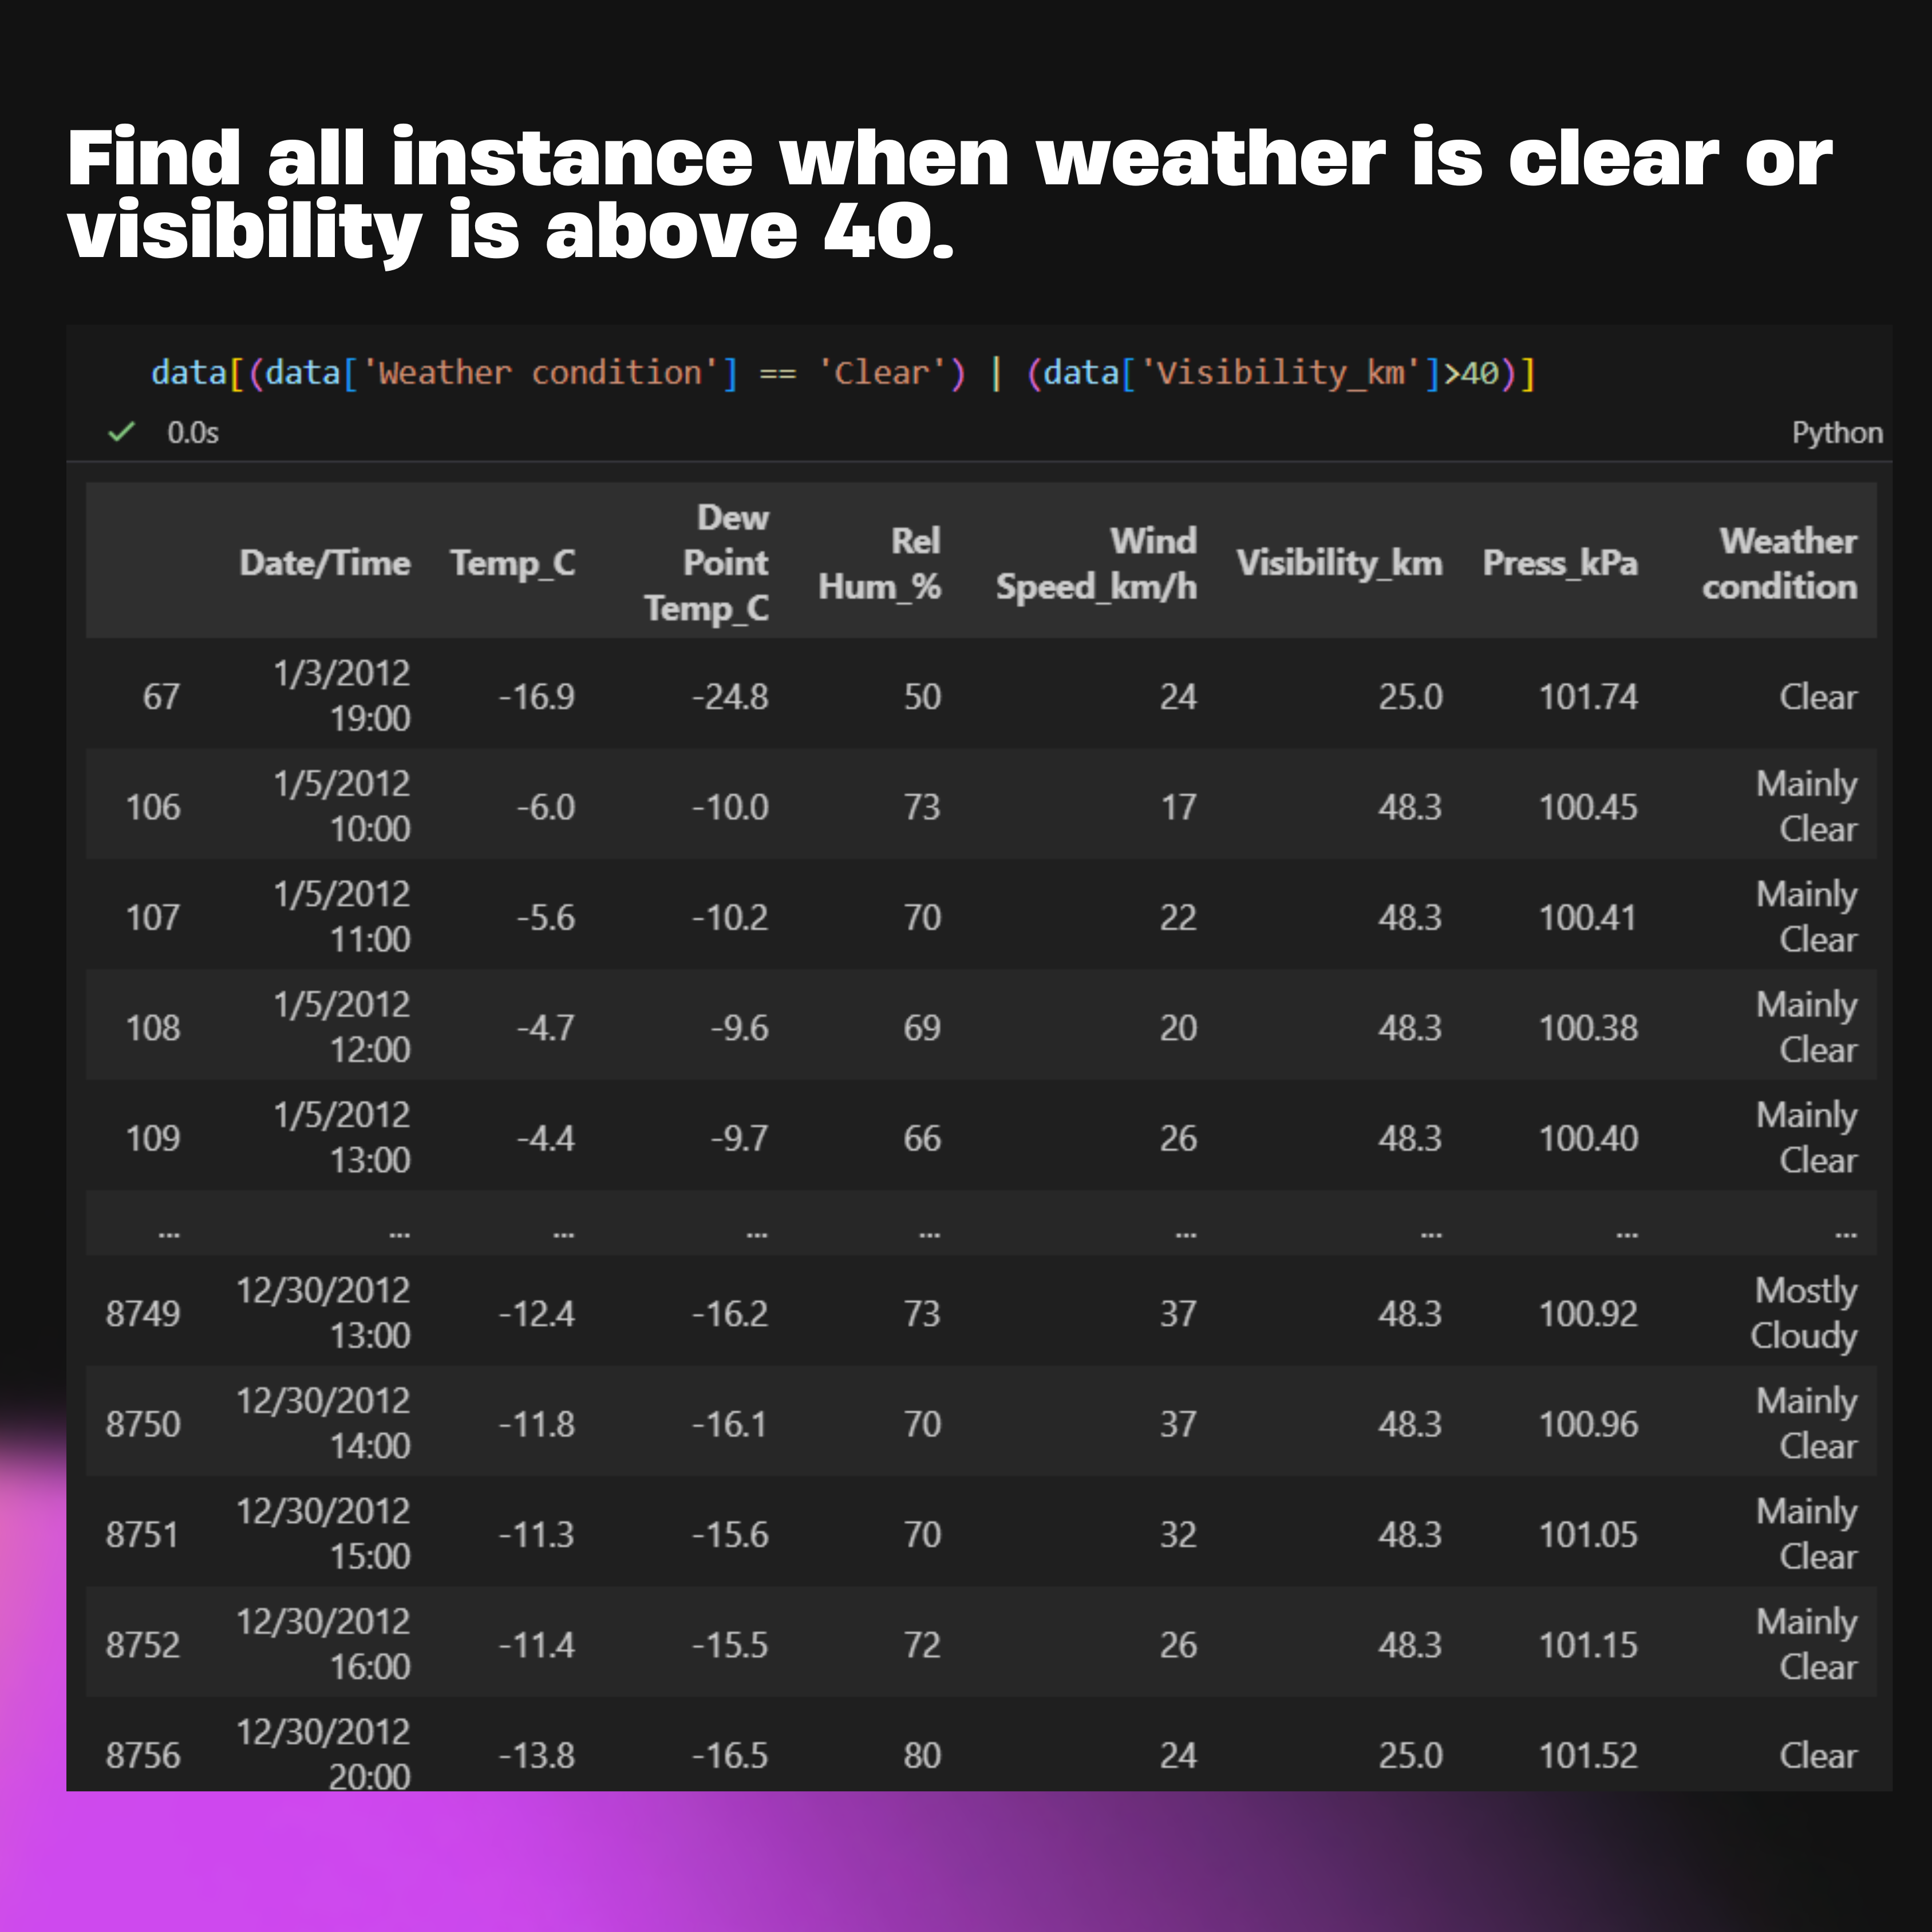 Find all instance when weather is clear or
visibility is above 40.
data[(data['Weather condition'] == 'Clear') | (data['Visibility_km']>40)]
0.0s Python
Date/Time Temp_C Dew Point Temp_C Rel Hum_% Wind Speed_km/h Visibility_km Press_kPa Weather condition
67 1/3/2012 19:00 -16.9 -24.8 50 24 25.0 101.74 Clear
106 1/5/2012 10:00 -6.0 -10.0 73 17 48.3 100.45 Mainly Clear
107 1/5/2012 11:00 -5.6 -10.2 70 22 48.3 100.41 Mainly Clear
108 1/5/2012 12:00 -4.7 -9.6 69 20 48.3 100.38 Mainly Clear
109 1/5/2012 13:00 -4.4 -9.7 66 26 48.3 100.40 Mainly Clear
... ... ... ... ... ... ... ... ...
8749 12/30/2012 13:00 -12.4 -16.2 73 37 48.3 100.92 Mostly Cloudy
8750 12/30/2012 14:00 -11.8 -16.1 70 37 48.3 100.96 Mainly Clear
8751 12/30/2012 15:00 -11.3 -15.6 70 32 48.3 101.05 Mainly Clear
8752 12/30/2012 16:00 -11.4 -15.5 72 26 48.3 101.15 Mainly Clear
8756 12/30/2012 20:00 -13.8 -16.5 80 24 25.0 101.52 Clear